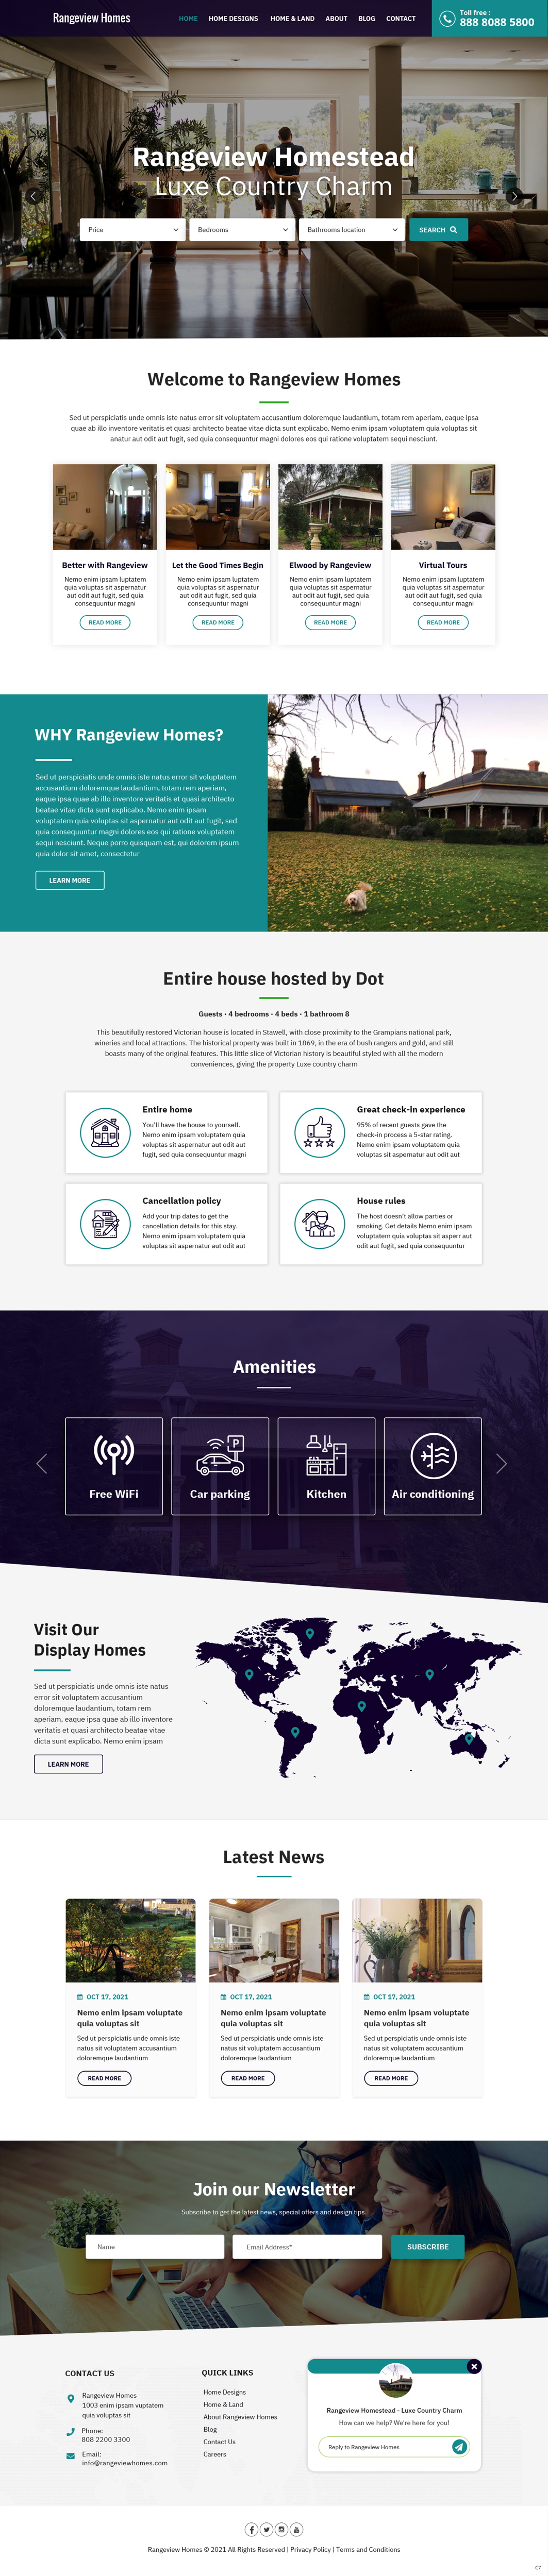 Rangeview Homes
HOME HOME DESIGNS HOME & LAND ABOUT BLOG CONTACT
Toll free :
888 8088 5800
Rangeview Homestead
Luxe Country Charm
Price
Bedrooms
Bathrooms location
SEARCH
Welcome to Rangeview Homes
Sed ut perspiciatis unde omnis iste natus error sit voluptatem accusantium doloremque laudantium, totam rem aperiam, eaque ipsa
quae ab illo inventore veritatis et quasi architecto beatae vitae dicta sunt explicabo. Nemo enim ipsam voluptatem quia voluptas sit
anatur aut odit aut fugit, sed quia consequuntur magni dolores eos qui ratione voluptatem sequi nesciunt.
Better with Rangeview
Nemo enim ipsam luptatem
quia voluptas sit aspernatur
aut odit aut fugit, sed quia
consequuntur magni
READ MORE
Let the Good Times Begin
Nemo enim ipsam luptatem
quia voluptas sit aspernatur
aut odit aut fugit, sed quia
consequuntur magni
READ MORE
Elwood by Rangeview
Nemo enim ipsam luptatem
quia voluptas sit aspernatur
aut odit aut fugit, sed quia
consequuntur magni
READ MORE
Virtual Tours
Nemo enim ipsam luptatem
quia voluptas sit aspernatur
aut odit aut fugit, sed quia
consequuntur magni
READ MORE
WHY Rangeview Homes?
Sed ut perspiciatis unde omnis iste natus error sit voluptatem
accusantium doloremque laudantium, totam rem aperiam,
eaque ipsa quae ab illo inventore veritatis et quasi architecto
beatae vitae dicta sunt explicabo. Nemo enim ipsam
voluptatem quia voluptas sit aspernatur aut odit aut fugit, sed
quia consequuntur magni dolores eos qui ratione voluptatem
sequi nesciunt. Neque porro quisquam est, qui dolorem ipsum
quia dolor sit amet, consectetur
LEARN MORE
Entire house hosted by Dot
Guests · 4 bedrooms · 4 beds · 1 bathroom 8
This beautifully restored Victorian house is located in Stawell, with close proximity to the Grampians national park,
wineries and local attractions. The historical property was built in 1869, in the era of bush rangers and gold, and still
boasts many of the original features. This little slice of Victorian history is beautiful styled with all the modern
conveniences, giving the property Luxe country charm
Entire home
You'll have the house to yourself.
Nemo enim ipsam voluptatem quia
voluptas sit aspernatur aut odit aut
fugit, sed quia consequuntur magni
Great check-in experience
95% of recent guests gave the
check-in process a 5-star rating.
Nemo enim ipsam voluptatem quia
voluptas sit aspernatur aut odit aut
Cancellation policy
Add your trip dates to get the
cancellation details for this stay.
Nemo enim ipsam voluptatem quia
voluptas sit aspernatur aut odit aut
House rules
The host doesn't allow parties or
smoking. Get details Nemo enim ipsam
voluptatem quia voluptas sit asperr aut
odit aut fugit, sed quia consequuntur
Amenities
Free WiFi
Car parking
Kitchen
Air conditioning
Visit Our
Display Homes
Sed ut perspiciatis unde omnis iste natus
error sit voluptatem accusantium
doloremque laudantium, totam rem
aperiam, eaque ipsa quae ab illo inventore
veritatis et quasi architecto beatae vitae
dicta sunt explicabo. Nemo enim ipsam
LEARN MORE
Latest News
OCT 17, 2021
Nemo enim ipsam voluptate
quia voluptas sit
Sed ut perspiciatis unde omnis iste
natus sit voluptatem accusantium
doloremque laudantium
READ MORE
OCT 17, 2021
Nemo enim ipsam voluptate
quia voluptas sit
Sed ut perspiciatis unde omnis iste
natus sit voluptatem accusantium
doloremque laudantium
READ MORE
OCT 17, 2021
Nemo enim ipsam voluptate
quia voluptas sit
Sed ut perspiciatis unde omnis iste
natus sit voluptatem accusantium
doloremque laudantium
READ MORE
Join our Newsletter
Subscribe to get the latest news, special offers and design tips.
Name
Email Address*
SUBSCRIBE
CONTACT US
Rangeview Homes
1003 enim ipsam vuptatem
quia voluptas sit
Phone:
808 2200 3300
Email:
info@rangeviewhomes.com
QUICK LINKS
Home Designs
Home & Land
About Rangeview Homes
Blog
Contact Us
Careers
Rangeview Homestead - Luxe Country Charm
How can we help? We're here for you!
Reply to Rangeview Homes
Rangeview Homes © 2021 All Rights Reserved | Privacy Policy | Terms and Conditions
C7